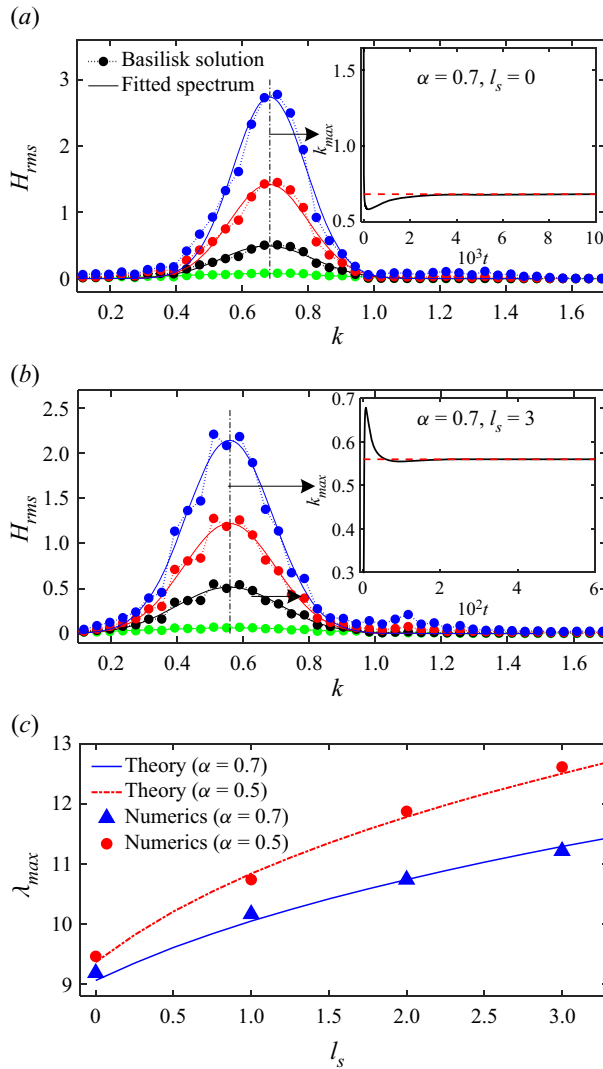 (a)
3
2
1
0
H_rms
Basilisk solution
Fitted spectrum
0.2 0.4 0.6 0.8 1.0 1.2 1.4 1.6
k
α = 0.7, l_s = 0
1.5
0.5
k_max
0 2 4 6 8 10
10³t
(b)
2.5
2.0
1.5
1.0
0.5
0
H_rms
0.2 0.4 0.6 0.8 1.0 1.2 1.4 1.6
k
α = 0.7, l_s = 3
0.7
0.6
0.5
0.4
0.3
k_max
0 2 4 6
10²t
(c)
13
12
11
10
9
λ_max
Theory (α = 0.7)
Theory (α = 0.5)
Numerics (α = 0.7)
Numerics (α = 0.5)
0 0.5 1.0 1.5 2.0 2.5 3.0
l_s